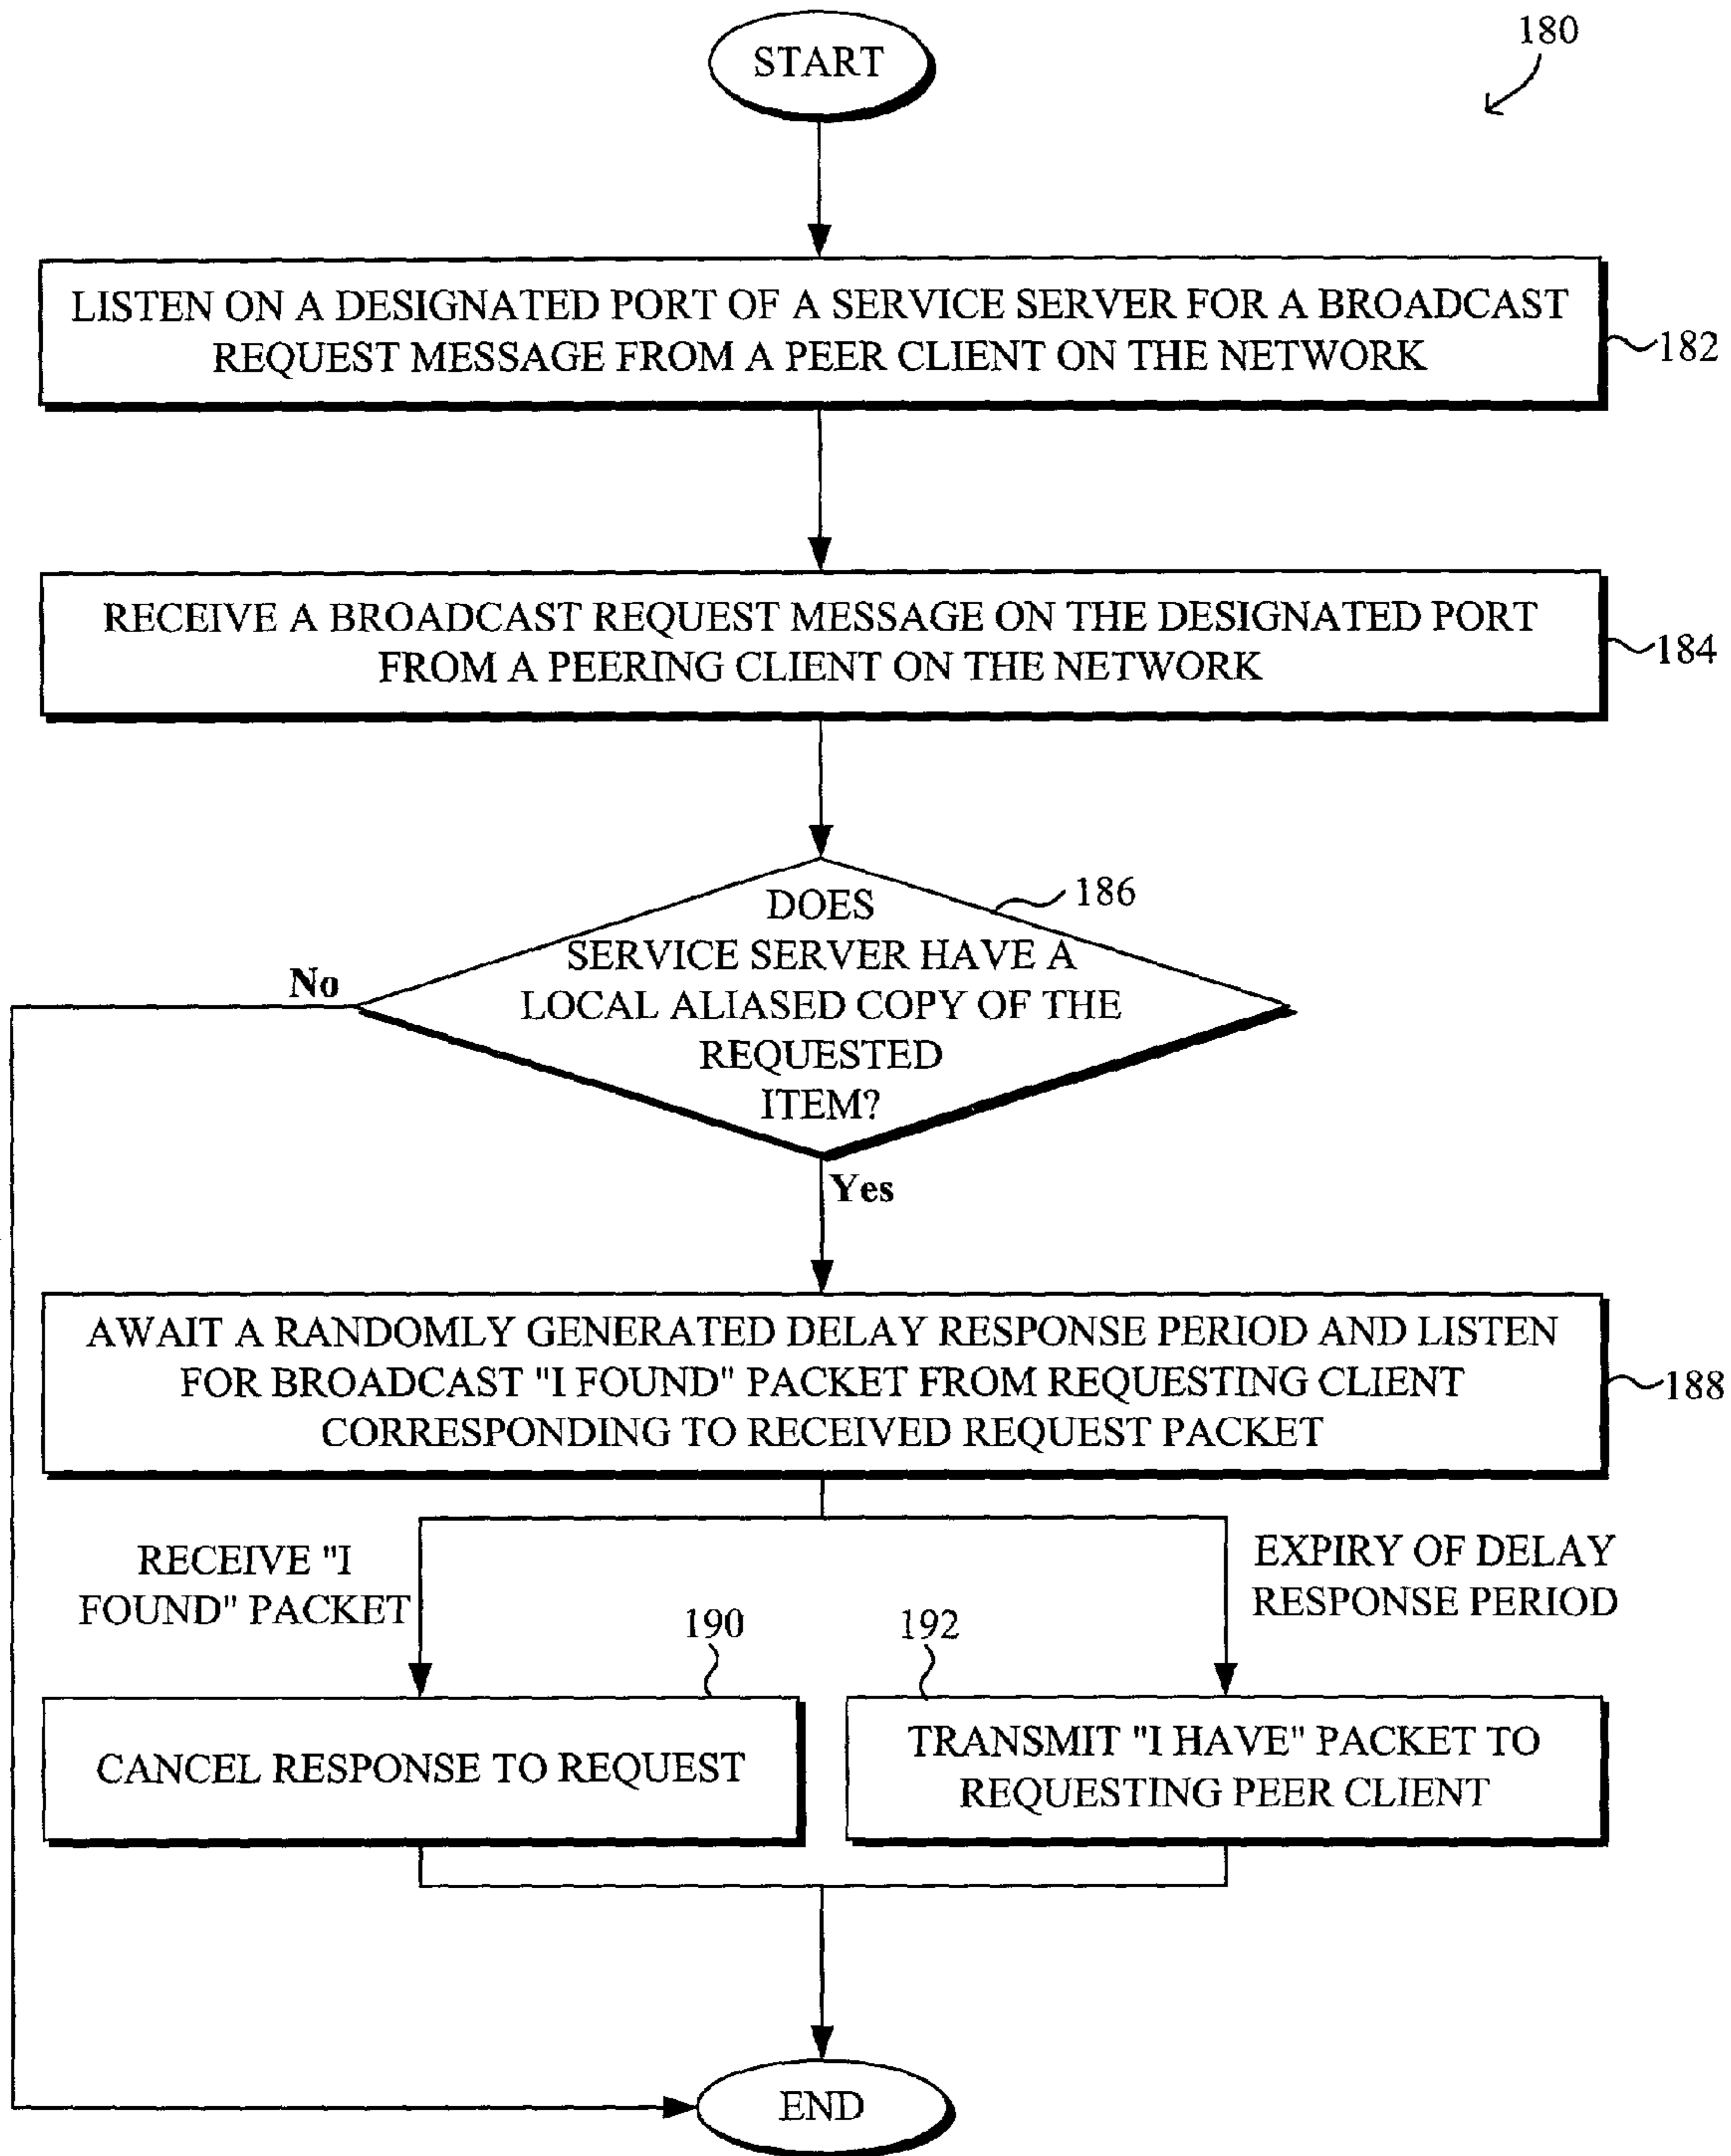 START
180
LISTEN ON A DESIGNATED PORT OF A SERVICE SERVER FOR A BROADCAST
REQUEST MESSAGE FROM A PEER CLIENT ON THE NETWORK
182
RECEIVE A BROADCAST REQUEST MESSAGE ON THE DESIGNATED PORT
FROM A PEERING CLIENT ON THE NETWORK
184
186
DOES
SERVICE SERVER HAVE A
LOCAL ALIASED COPY OF THE
REQUESTED
ITEM?
No
Yes
AWAIT A RANDOMLY GENERATED DELAY RESPONSE PERIOD AND LISTEN
FOR BROADCAST "I FOUND" PACKET FROM REQUESTING CLIENT
CORRESPONDING TO RECEIVED REQUEST PACKET
188
RECEIVE "I
FOUND" PACKET
EXPIRY OF DELAY
RESPONSE PERIOD
190
192
CANCEL RESPONSE TO REQUEST
TRANSMIT "I HAVE" PACKET TO
REQUESTING PEER CLIENT
END